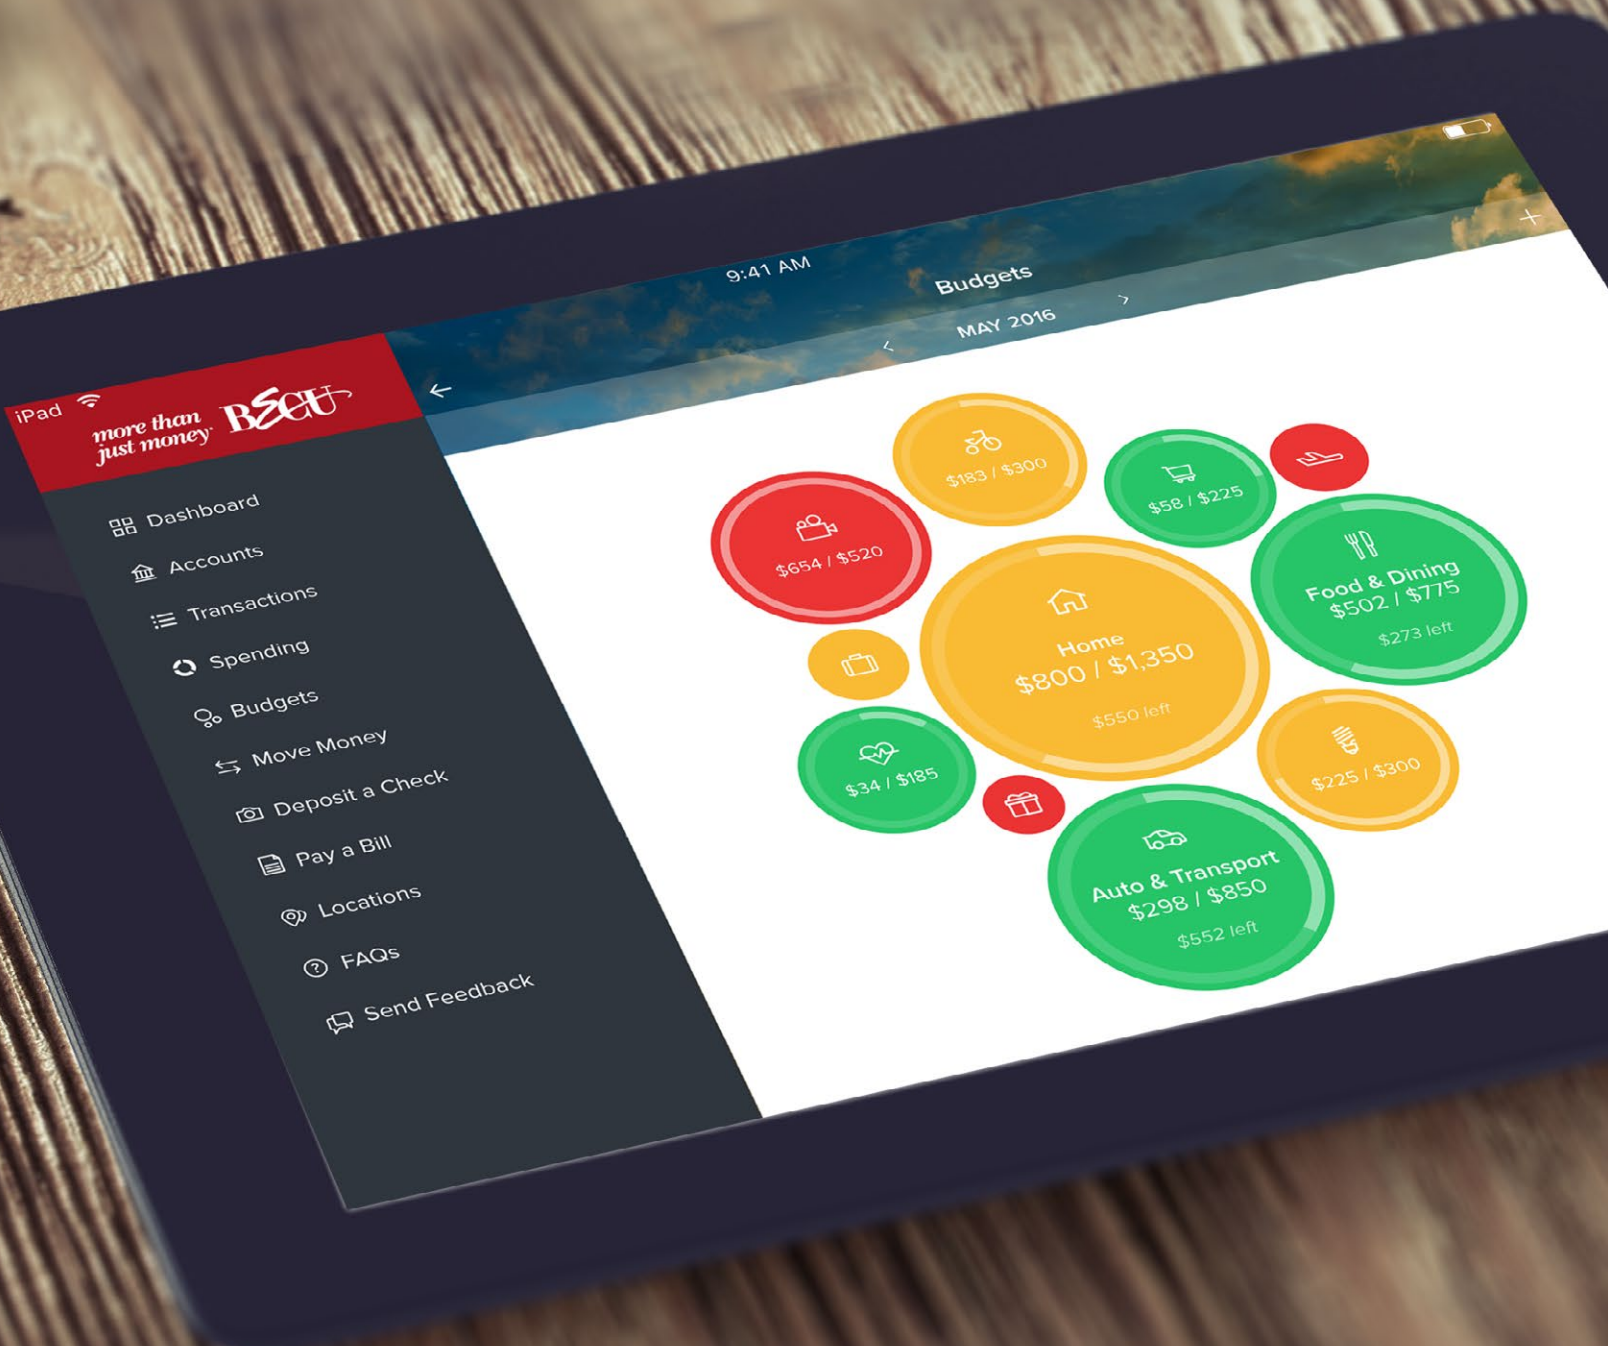 9:41 AM
Budgets
MAY 2016
iPad
more than
just money
BECU
Dashboard
Accounts
Transactions
Spending
Budgets
Move Money
Deposit a Check
Pay a Bill
Locations
FAQs
Send Feedback
$183 / $300
$58 / $225
$654 / $520
Food & Dining
$502 / $775
$273 left
Home
$800 / $1,350
$550 left
$34 / $185
$225 / $300
Auto & Transport
$298 / $850
$552 left